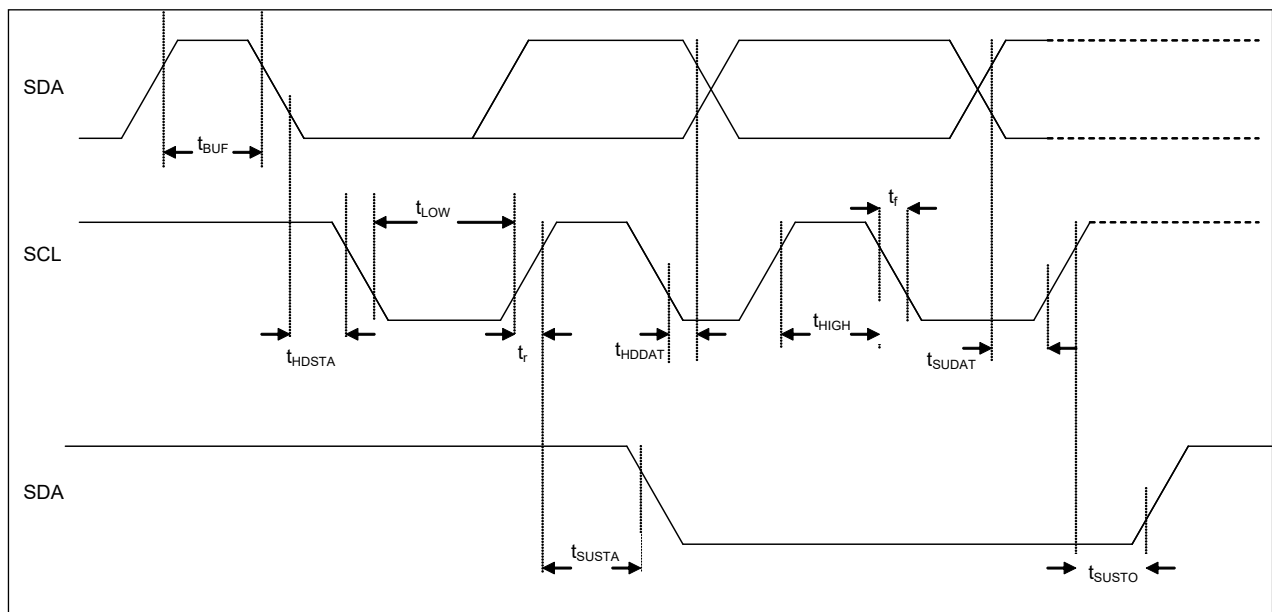 SDA
tBUF
tLOW
tf
SCL
tHDSTA
tr
tHDDAT
tHIGH
tSUDAT
SDA
tSUSTA
tSUSTO